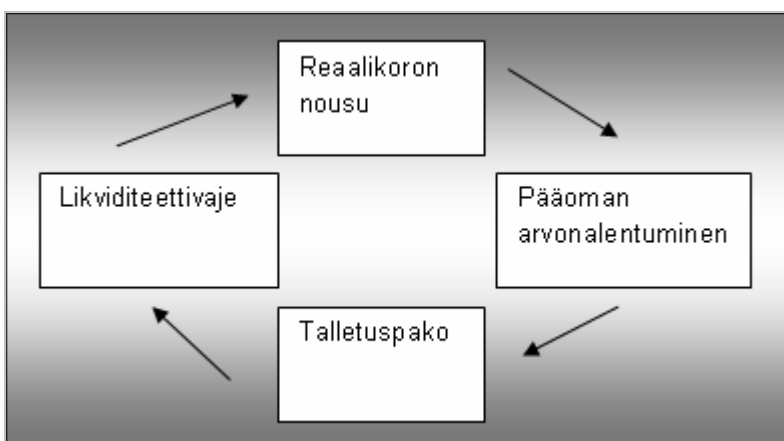 Reaalikoron
nousu
Likviditeettivaje
Pääoman
arvonalentuminen
Talletuspako